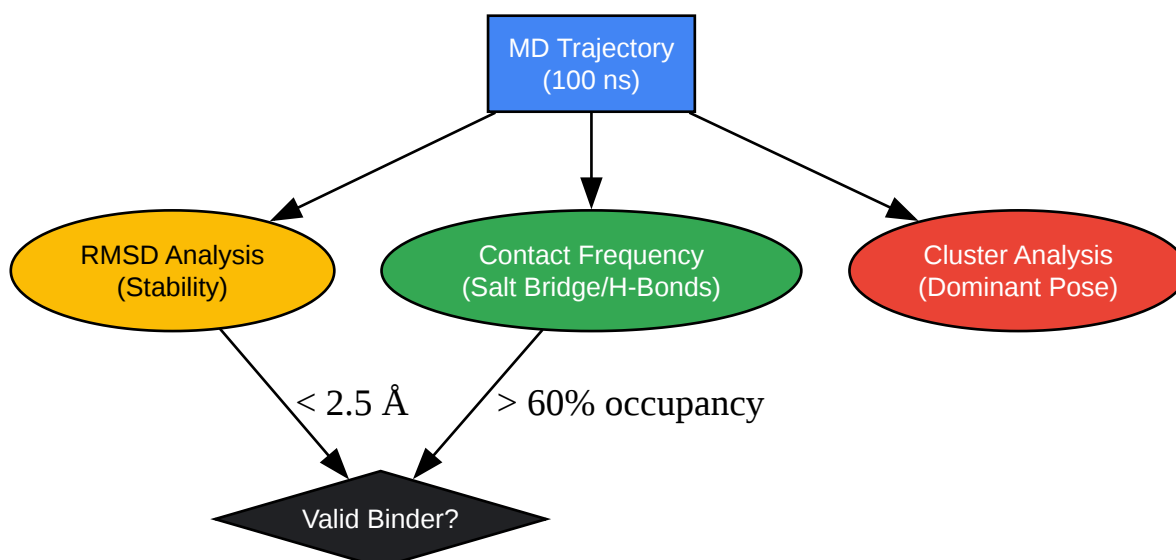 MD Trajectory
(100 ns)
RMSD Analysis
(Stability)
Contact Frequency
(Salt Bridge/H-Bonds)
Cluster Analysis
(Dominant Pose)
< 2.5 Å
> 60% occupancy
Valid Binder?